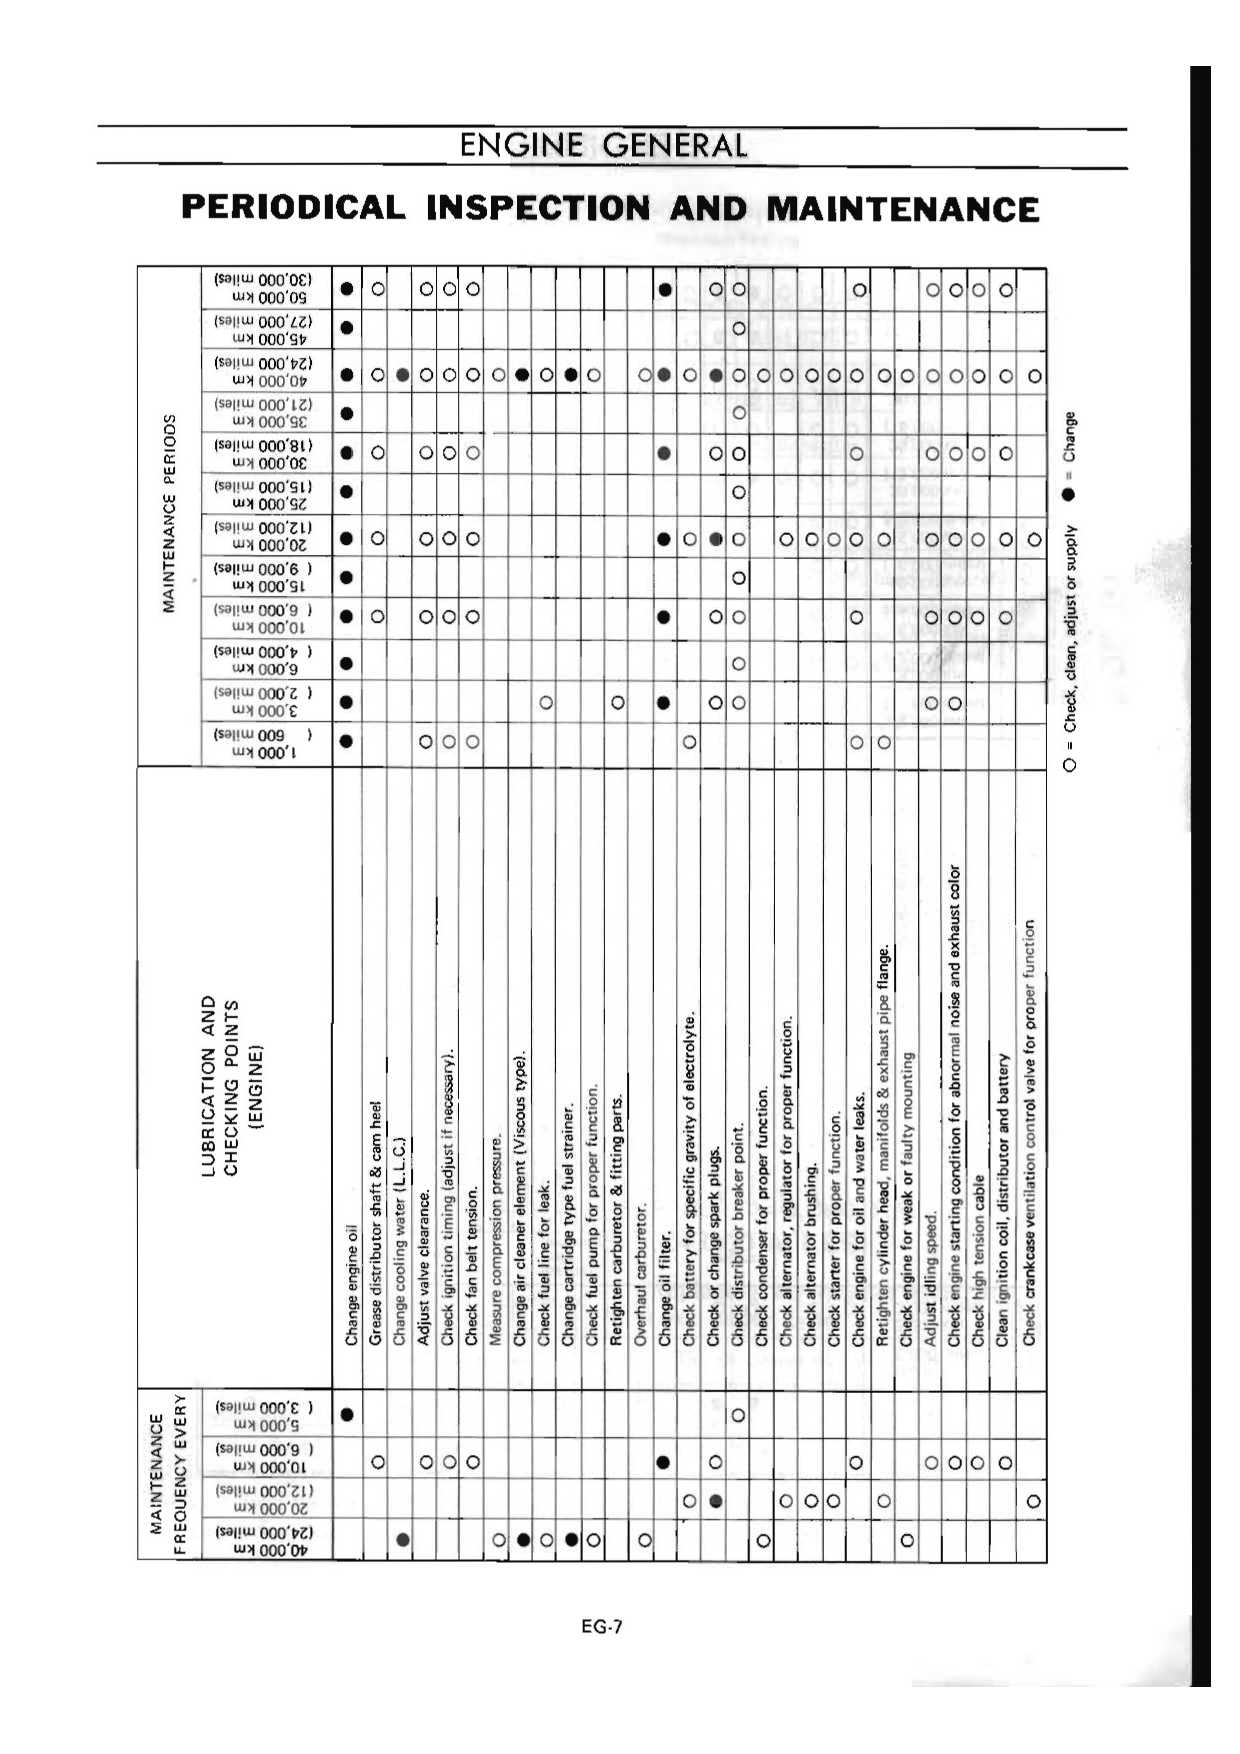 ENGINE GENERAL
PERIODICAL INSPECTION AND MAINTENANCE
MAINTENANCE
FREQUENCY EVERY
40,000 km
(24,000 miles)
20,000 km
(12,000 miles)
10,000 km
( 6,000 miles)
5,000 km
( 3,000 miles)
LUBRICATION AND
CHECKING POINTS
(ENGINE)
MAINTENANCE PERIODS
1,000 km
( 600 miles)
3,000 km
( 2,000 miles)
6,000 km
( 4,000 miles)
10,000 km
( 6,000 miles)
15,000 km
( 9,000 miles)
20,000 km
(12,000 miles)
25,000 km
(15,000 miles)
30,000 km
(18,000 miles)
35,000 km
(21,000 miles)
40,000 km
(24,000 miles)
45,000 km
(27,000 miles)
50,000 km
(30,000 miles)
● Change engine oil ● ● ● ● ● ● ● ● ● ● ● ●
○ Grease distributor shaft & cam heel ○ ○ ○ ○ ○
● Change cooling water (L.L.C.) ●
○ Adjust valve clearance. ○ ○ ○ ○ ○ ○
○ Check ignition timing (adjust if necessary). ○ ○ ○ ○ ○ ○
○ Check fan belt tension. ○ ○ ○ ○ ○ ○
○ Measure compression pressure. ○
● Change air cleaner element (Viscous type). ●
○ Check fuel line for leak. ○ ○
● Change cartridge type fuel strainer. ●
○ Check fuel pump for proper function. ○
Retighten carburetor & fitting parts. ○
○ Overhaul carburetor. ○
● Change oil filter. ● ● ● ● ● ●
○ Check battery for specific gravity of electrolyte. ○ ○ ○
● ○ Check or change spark plugs. ○ ○ ● ○ ● ○
○ Check distributor breaker point. ○ ○ ○ ○ ○ ○ ○ ○ ○ ○ ○
○ Check condenser for proper function. ○
○ Check alternator, regulator for proper function. ○ ○
○ Check alternator brushing. ○ ○
○ Check starter for proper function. ○ ○
○ Check engine for oil and water leaks. ○ ○ ○ ○ ○ ○
○ Retighten cylinder head, manifolds & exhaust pipe flange. ○ ○ ○
○ Check engine for weak or faulty mounting ○
○ Adjust idling speed. ○ ○ ○ ○ ○ ○
○ Check engine starting condition for abnormal noise and exhaust color ○ ○ ○ ○ ○ ○
○ Check high tension cable ○ ○ ○ ○ ○
○ Clean ignition coil, distributor and battery ○ ○ ○ ○ ○
○ Check crankcase ventilation control valve for proper function ○ ○
○ = Check, clean, adjust or supply ● = Change
EG-7